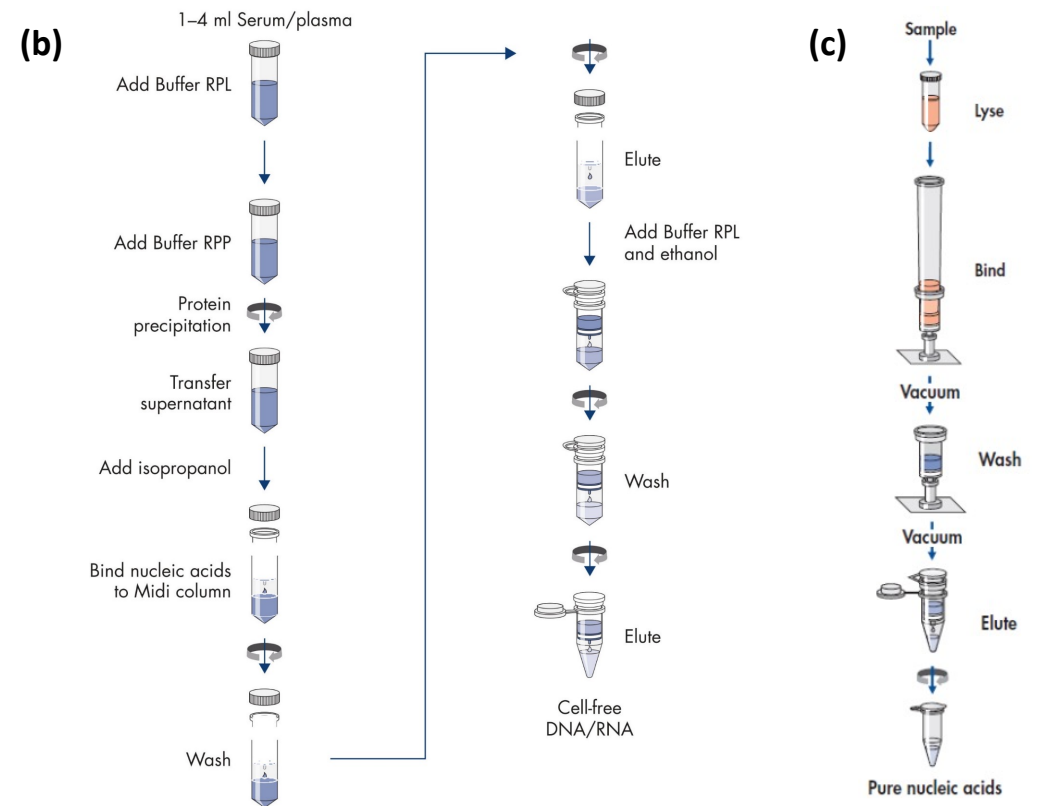 (b)
1–4 ml Serum/plasma
Add Buffer RPL
Add Buffer RPP
Protein
precipitation
Transfer
supernatant
Add isopropanol
Bind nucleic acids
to Midi column
Wash
Elute
Add Buffer RPL
and ethanol
Wash
Elute
Cell-free
DNA/RNA
(c)
Sample
Lyse
Bind
Vacuum
Wash
Vacuum
Elute
Pure nucleic acids